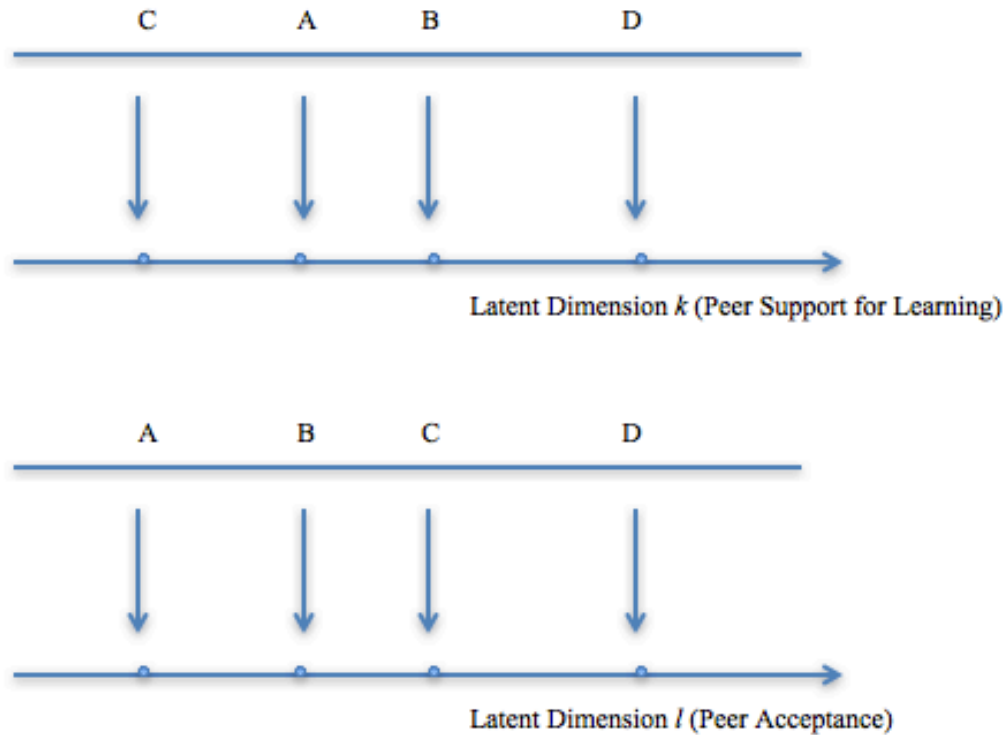 C A B D
Latent Dimension k (Peer Support for Learning)
A B C D
Latent Dimension l (Peer Acceptance)